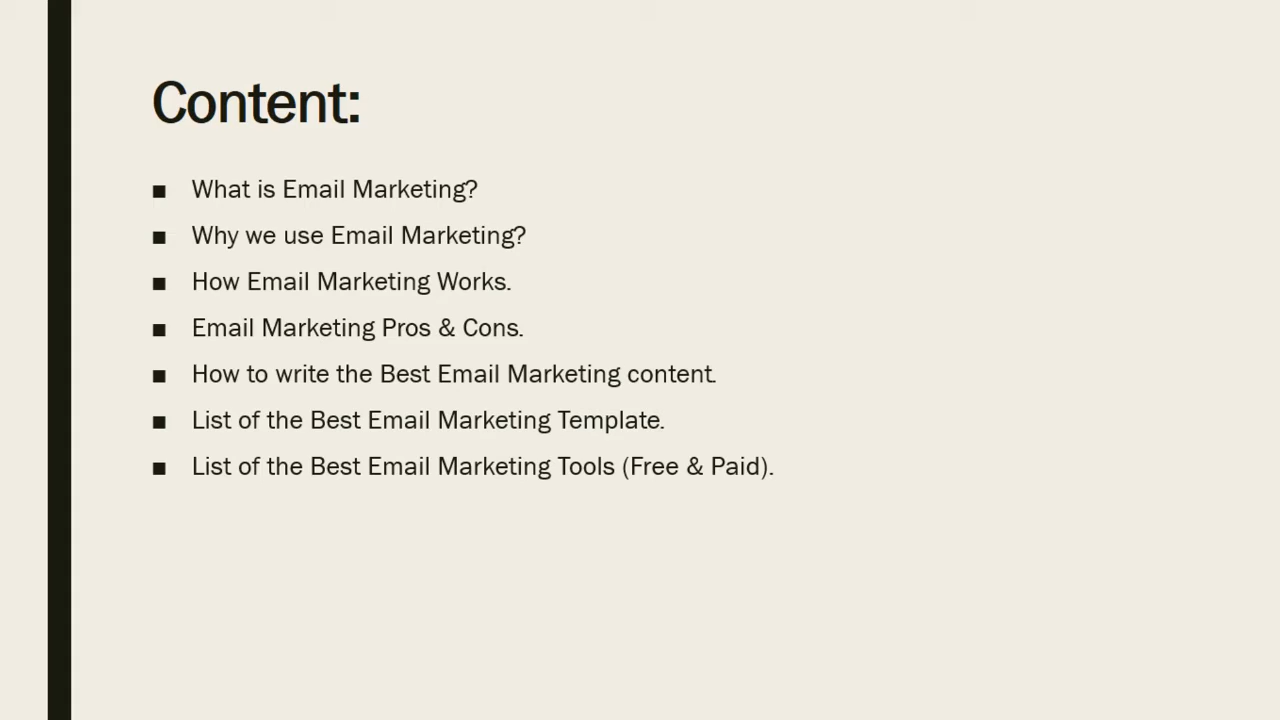 Content:
■ What is Email Marketing?
■ Why we use Email Marketing?
■ How Email Marketing Works.
■ Email Marketing Pros & Cons.
■ How to write the Best Email Marketing content.
■ List of the Best Email Marketing Template.
■ List of the Best Email Marketing Tools (Free & Paid).